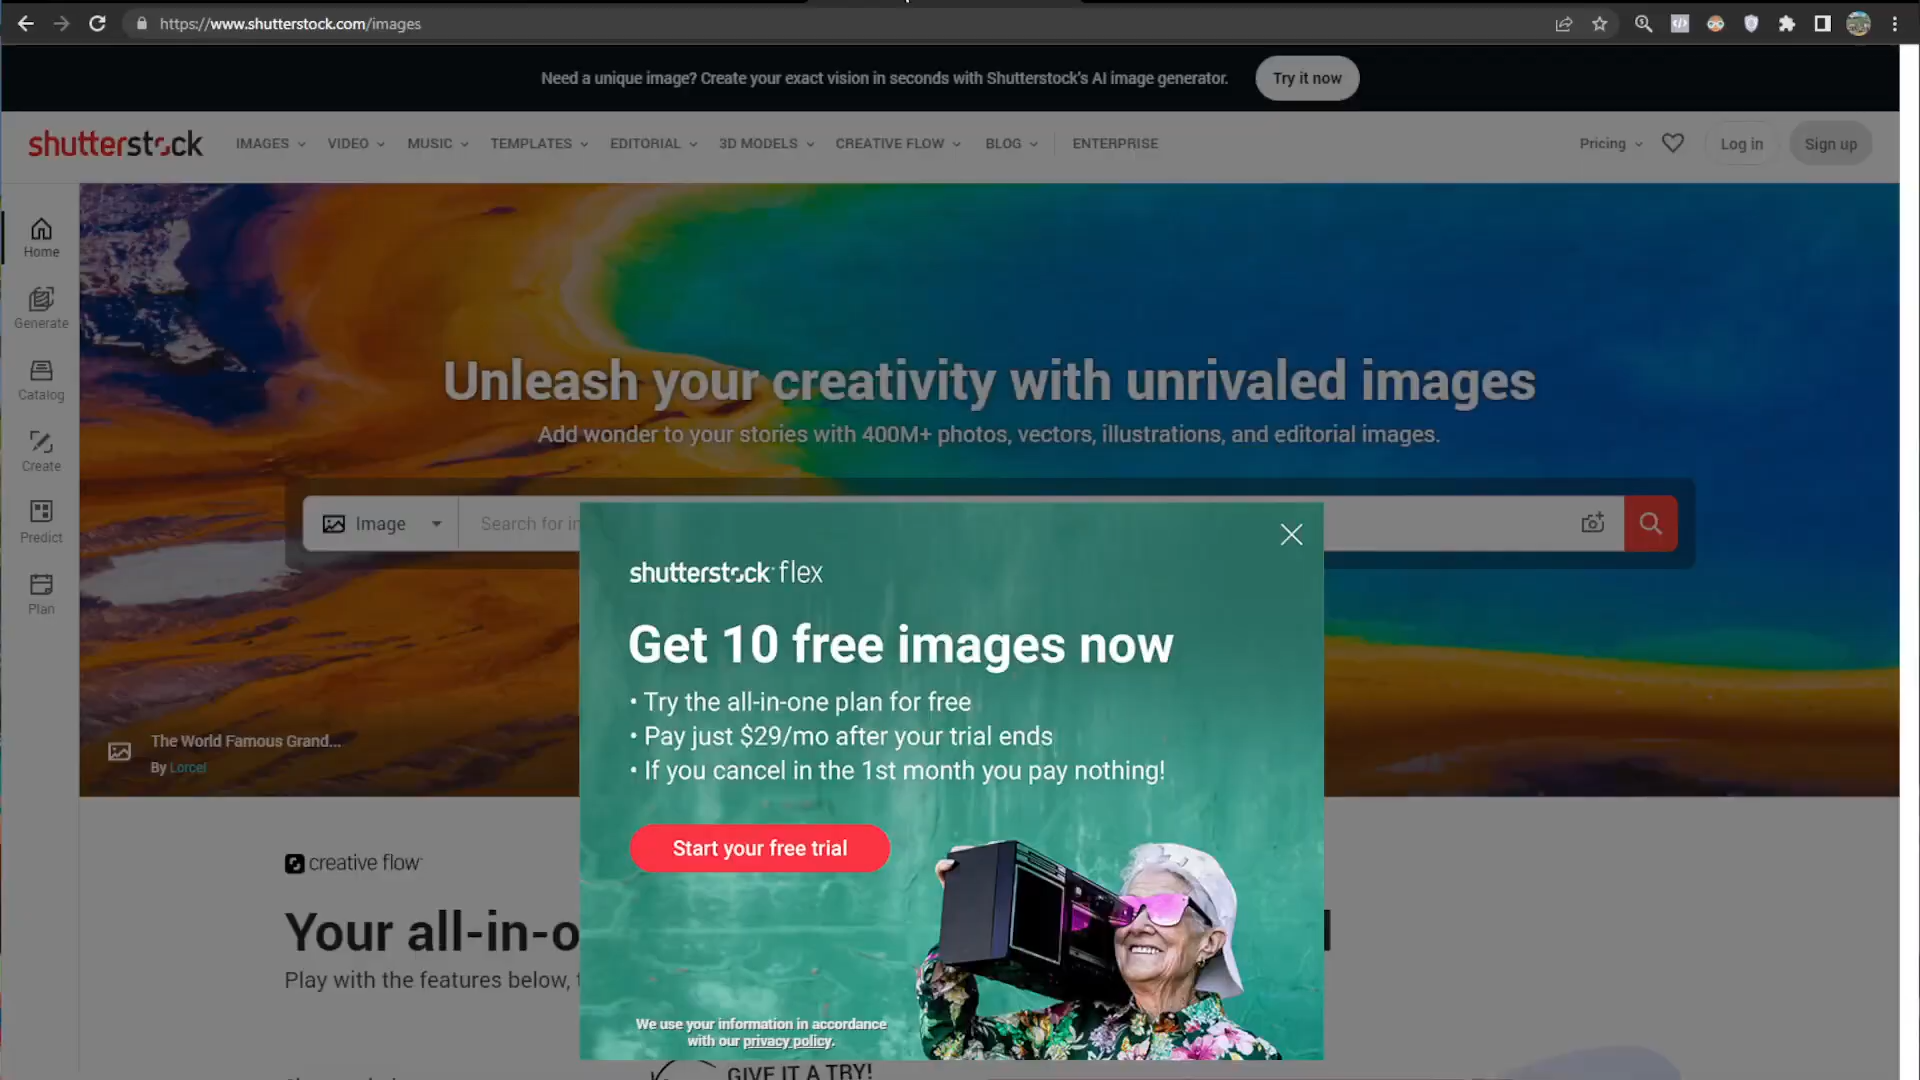 https://www.shutterstock.com/images
Need a unique image? Create your exact vision in seconds with Shutterstock's AI image generator.
Try it now
shutterstock
IMAGES
VIDEO
MUSIC
TEMPLATES
EDITORIAL
3D MODELS
CREATIVE FLOW
BLOG
ENTERPRISE
Pricing
Log in
Sign up
Home
Generate
Catalog
Create
Predict
Plan
Unleash your creativity with unrivaled images
Add wonder to your stories with 400M+ photos, vectors, illustrations, and editorial images.
Image
Search for
shutterstock flex
Get 10 free images now
• Try the all-in-one plan for free
• Pay just $29/mo after your trial ends
• If you cancel in the 1st month you pay nothing!
Start your free trial
We use your information in accordance
with our privacy policy.
The World Famous Grand...
By Lorcel
creative flow
Your all-in-o
Play with the features below,
GIVE IT A TRY!